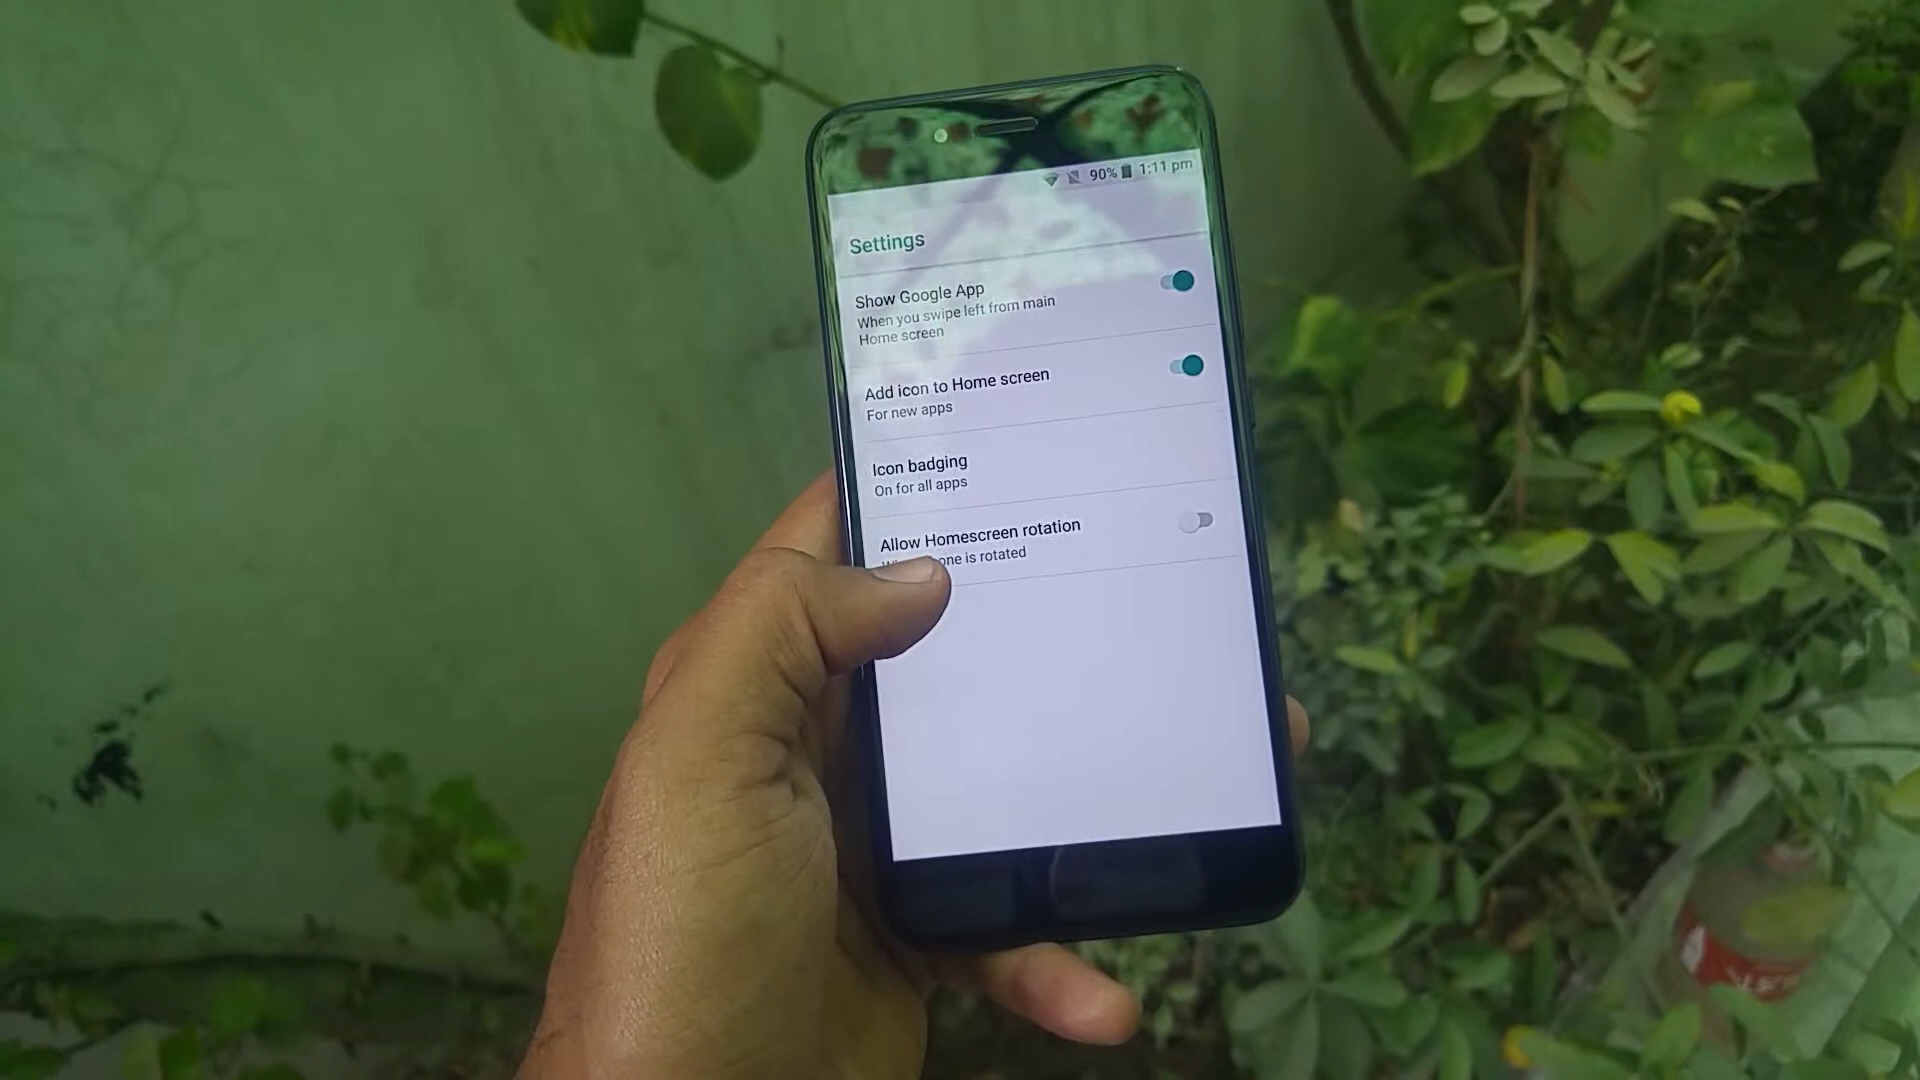 90% 1:11 pm
Settings
Show Google App
When you swipe left from main
Home screen
Add icon to Home screen
For new apps
Icon badging
On for all apps
Allow Homescreen rotation
one is rotated